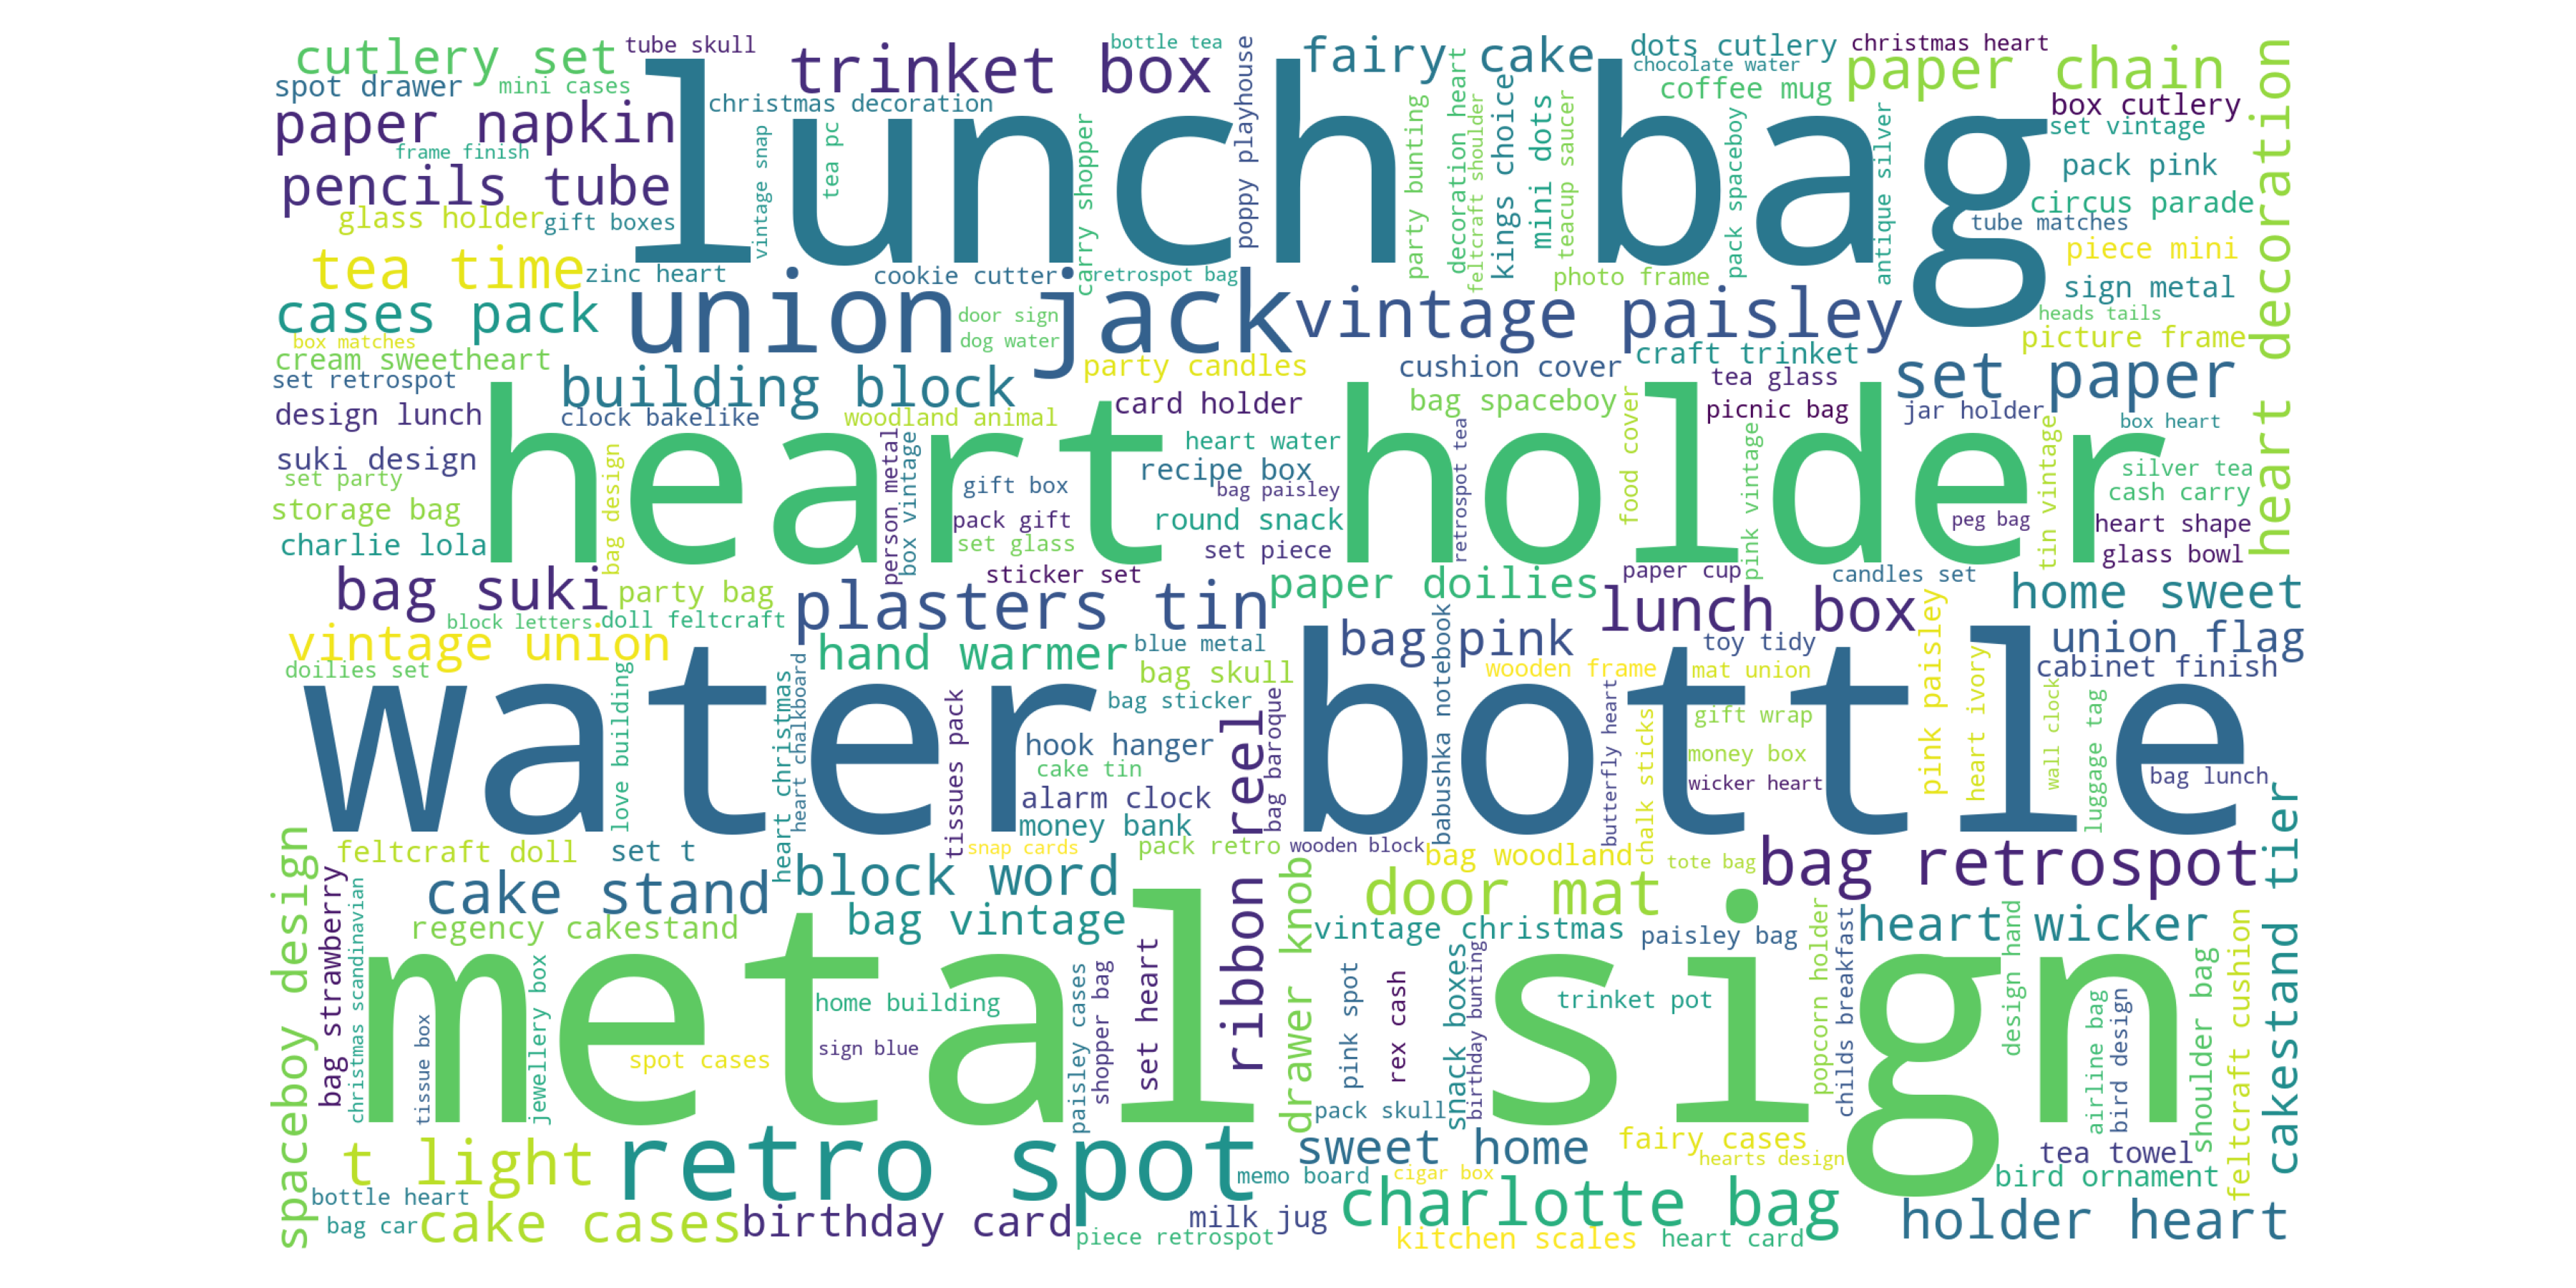 cutlery set
tube skull
trinket box
bottle tea
fairy cake
dots cutlery
christmas heart
paper chain
spot drawer
mini cases
christmas decoration
chocolate water
coffee mug
box cutlery
paper napkin
lunch bag
set vintage
frame finish
vintage snap
tea pc
carry shopper
poppy playhouse
party bunting
decoration heart
feltcraft shoulder
kings choice
mini dots
teacup saucer
pack spaceboy
antique silver
heart decoration
pack pink
pencils tube
circus parade
glass holder
gift boxes
tube matches
tea time
zinc heart
cookie cutter
retrospot bag
photo frame
piece mini
sign metal
cases pack
union jack
vintage paisley
door sign
dog water
heads tails
box matches
picture frame
cream sweetheart
party candles
cushion cover
craft trinket
set retrospot
building block
tea glass
set paper
design lunch
clock bakelike
woodland animal
card holder
bag spaceboy
picnic bag
jar holder
box heart
heart holder
suki design
heart water
recipe box
silver tea
set party
bag design
person metal
box vintage
gift box
bag paisley
retrospot tea
food cover
pink vintage
tin vintage
cash carry
storage bag
pack gift
round snack
peg bag
heart shape
charlie lola
set glass
set piece
glass bowl
bag suki
party bag
sticker set
paper doilies
paper cup
candles set
home sweet
plasters tin
lunch box
block letters
doll feltcraft
vintage union
hand warmer
blue metal
bag pink
toy tidy
union flag
doilies set
bag skull
wooden frame
mat union
cabinet finish
water bottle
love building
heart christmas
heart chalkboard
tissues pack
bag sticker
ribbon reel
bag baroque
babushka notebook
butterfly heart
chalk sticks
gift wrap
pink paisley
heart ivory
wall clock
luggage tag
hook hanger
cake tin
money box
wicker heart
bag lunch
alarm clock
money bank
feltcraft doll
set t
snap cards
pack retro
wooden block
bag woodland
tote bag
bag retrospot
cakestand tier
spaceboy design
bag strawberry
christmas scandinavian
cake stand
block word
drawer knob
door mat
regency cakestand
bag vintage
vintage christmas
paisley bag
heart wicker
metal sign
tissue box
jewellery box
home building
spot cases
sign blue
paisley cases
shopper bag
set heart
pink spot
rex cash
snack boxes
birthday bunting
trinket pot
popcorn holder
childs breakfast
design hand
airline bag
bird design
shoulder bag
feltcraft cushion
pack skull
t light
retro spot
sweet home
fairy cases
tea towel
hearts design
memo board
cigar box
bird ornament
bottle heart
charlotte bag
holder heart
bag car
cake cases
birthday card
milk jug
piece retrospot
kitchen scales
heart card